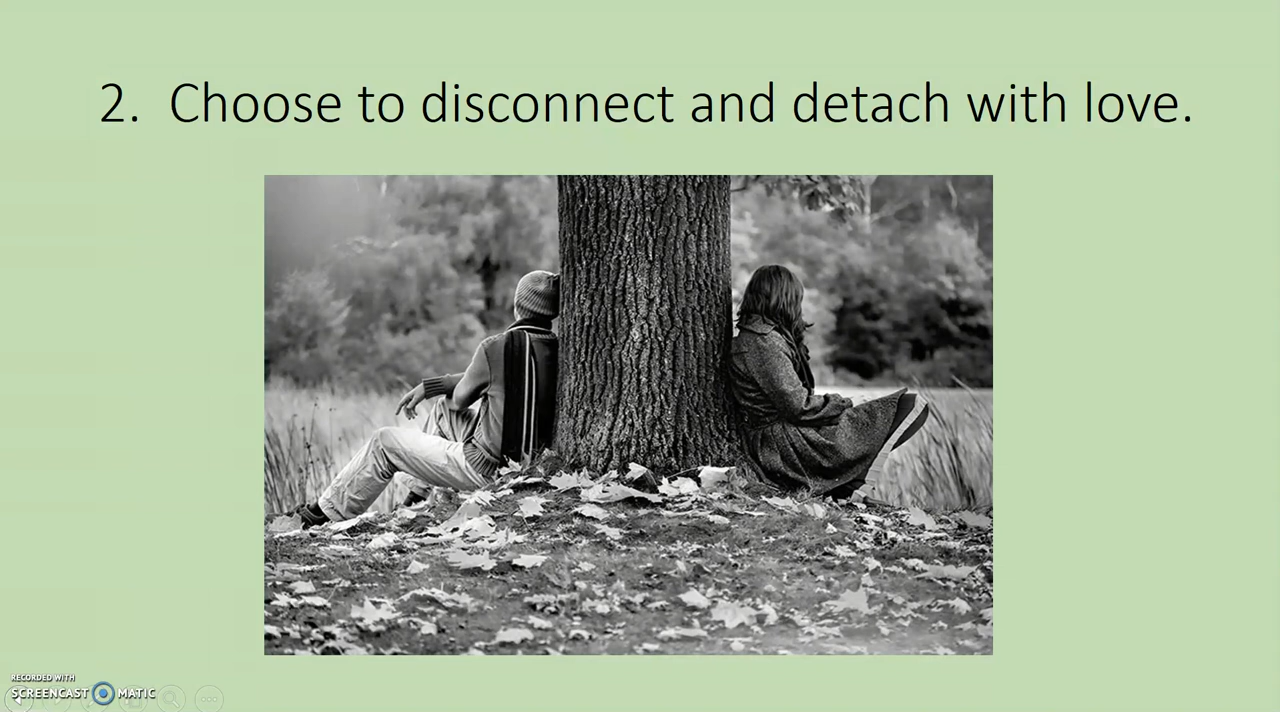 2. Choose to disconnect and detach with love.
RECORDED WITH
SCREENCAST MATIC